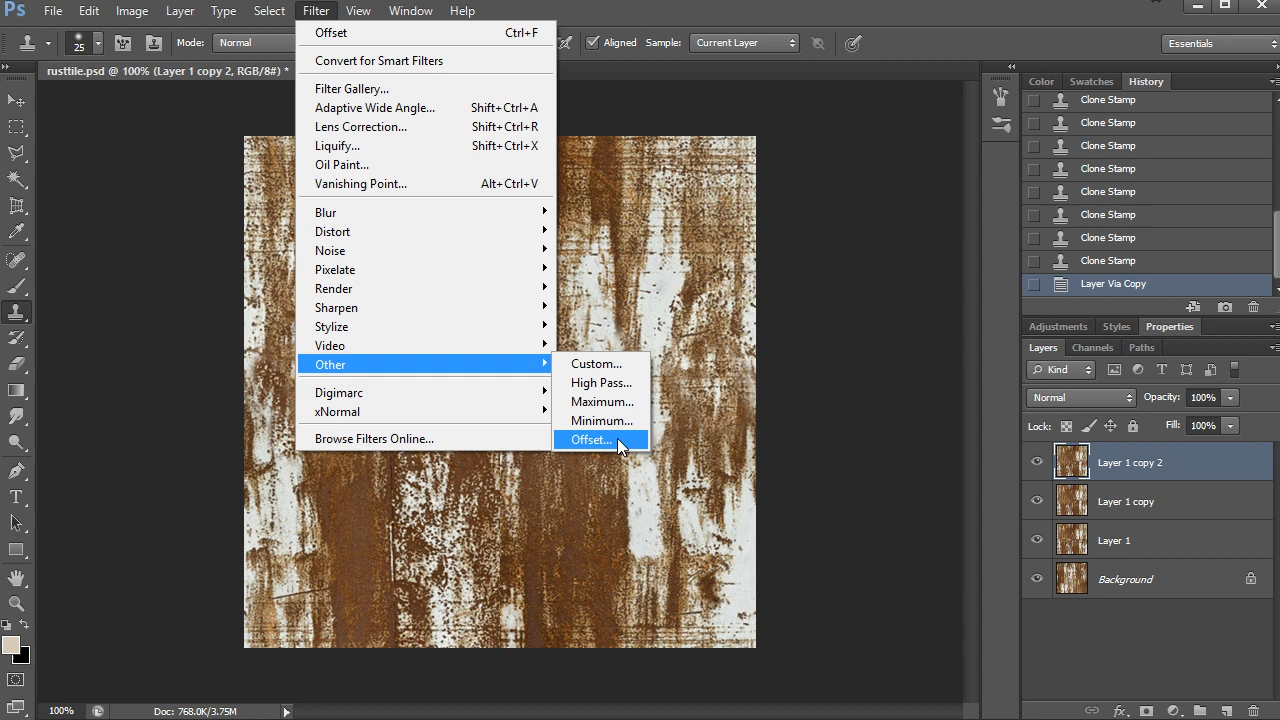 Ps File Edit Image Layer Type Select Filter View Window Help
25 Mode: Normal Aligned Sample: Current Layer Essentials
rusttile.psd @ 100% (Layer 1 copy 2, RGB/8#) *
Offset Ctrl+F
Convert for Smart Filters
Filter Gallery...
Adaptive Wide Angle... Shift+Ctrl+A
Lens Correction... Shift+Ctrl+R
Liquify... Shift+Ctrl+X
Oil Paint...
Vanishing Point... Alt+Ctrl+V
Blur
Distort
Noise
Pixelate
Render
Sharpen
Stylize
Video
Other
Digimarc
xNormal
Browse Filters Online...
Custom...
High Pass...
Maximum...
Minimum...
Offset...
Color Swatches History
Clone Stamp
Clone Stamp
Clone Stamp
Clone Stamp
Clone Stamp
Clone Stamp
Clone Stamp
Clone Stamp
Layer Via Copy
Adjustments Styles Properties
Layers Channels Paths
Kind
Normal Opacity: 100%
Lock: Fill: 100%
Layer 1 copy 2
Layer 1 copy
Layer 1
Background
100% Doc: 768.0K/3.75M